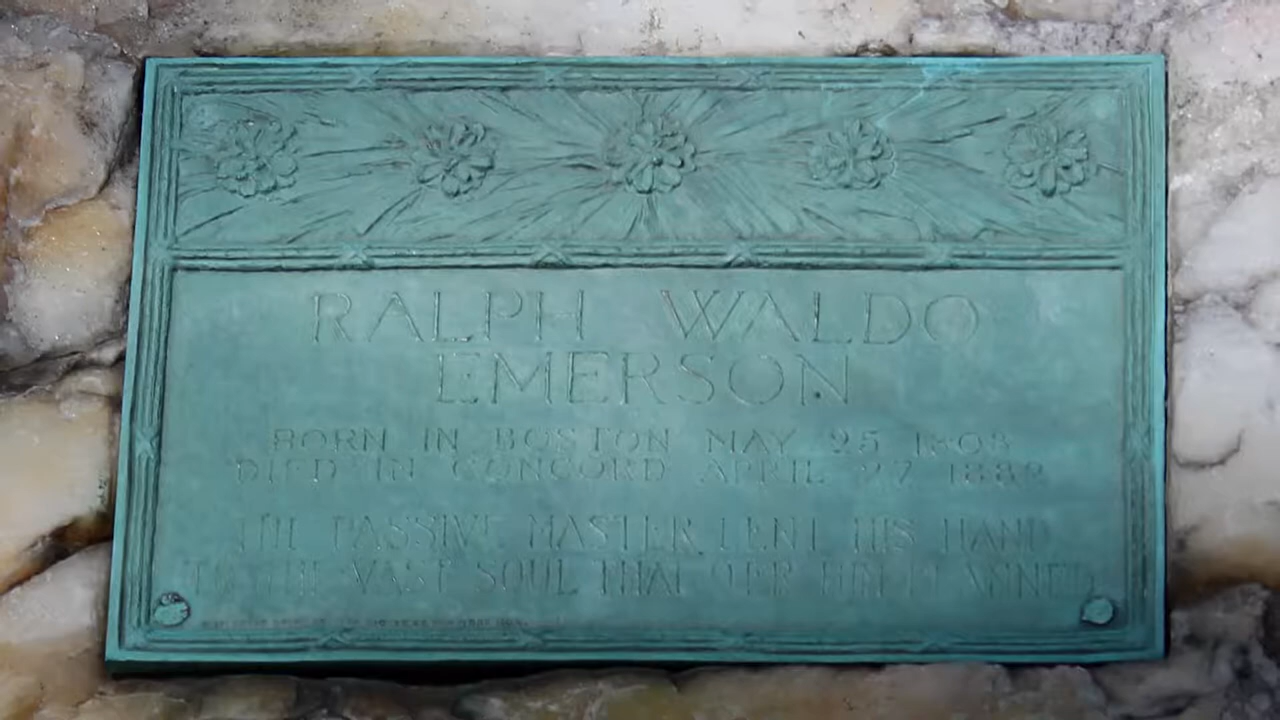 RALPH WALDO
EMERSON
BORN IN BOSTON MAY 25 1803
DIED IN CONCORD APRIL 27 1882
THE PASSIVE MASTER LENT HIS HAND
TO THE VAST SOUL THAT O'ER HIM PLANNED